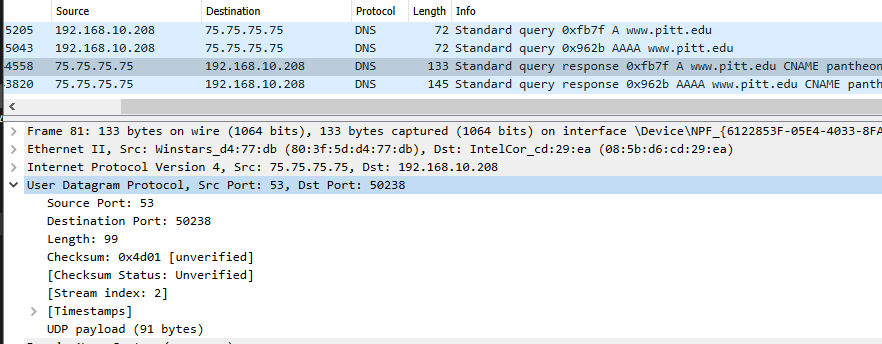 Source Destination Protocol Length Info
5205 192.168.10.208 75.75.75.75 DNS 72 Standard query 0xfb7f A www.pitt.edu
5043 192.168.10.208 75.75.75.75 DNS 72 Standard query 0x962b AAAA www.pitt.edu
4558 75.75.75.75 192.168.10.208 DNS 133 Standard query response 0xfb7f A www.pitt.edu CNAME pantheon
3820 75.75.75.75 192.168.10.208 DNS 145 Standard query response 0x962b AAAA www.pitt.edu CNAME panth
Frame 81: 133 bytes on wire (1064 bits), 133 bytes captured (1064 bits) on interface \Device\NPF_{6122853F-05E4-4033-8FA
Ethernet II, Src: Winstars_d4:77:db (80:3f:5d:d4:77:db), Dst: IntelCor_cd:29:ea (08:5b:d6:cd:29:ea)
Internet Protocol Version 4, Src: 75.75.75.75, Dst: 192.168.10.208
User Datagram Protocol, Src Port: 53, Dst Port: 50238
Source Port: 53
Destination Port: 50238
Length: 99
Checksum: 0x4d01 [unverified]
[Checksum Status: Unverified]
[Stream index: 2]
[Timestamps]
UDP payload (91 bytes)